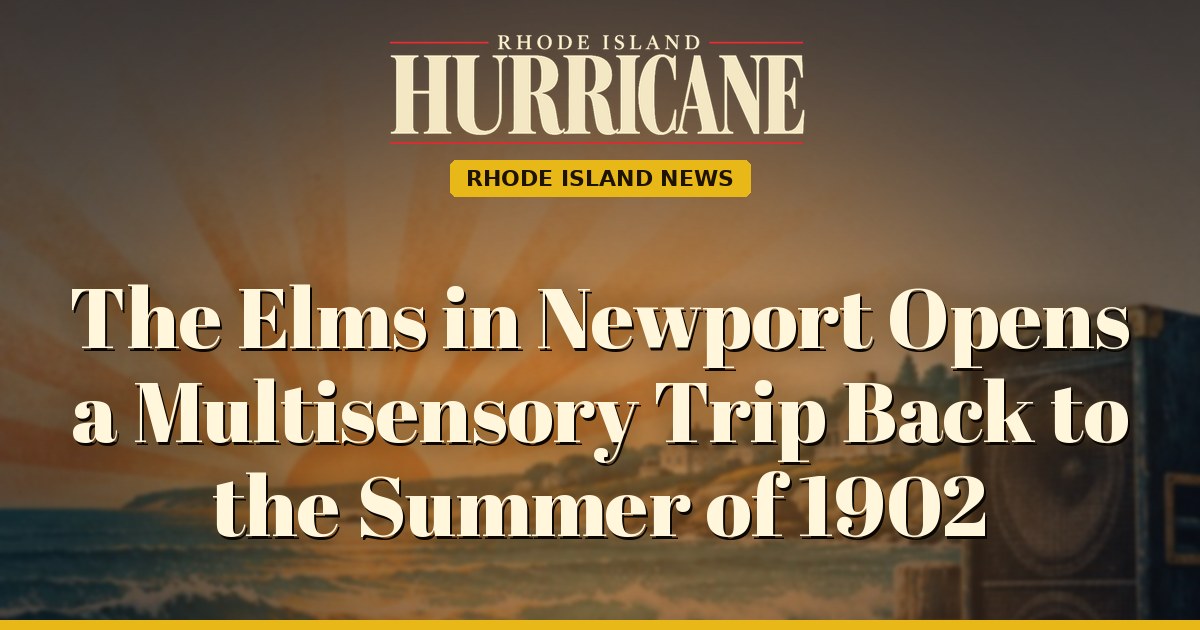 RHODE ISLAND
HURRICANE
RHODE ISLAND NEWS
The Elms in Newport Opens
a Multisensory Trip Back to
the Summer of 1902